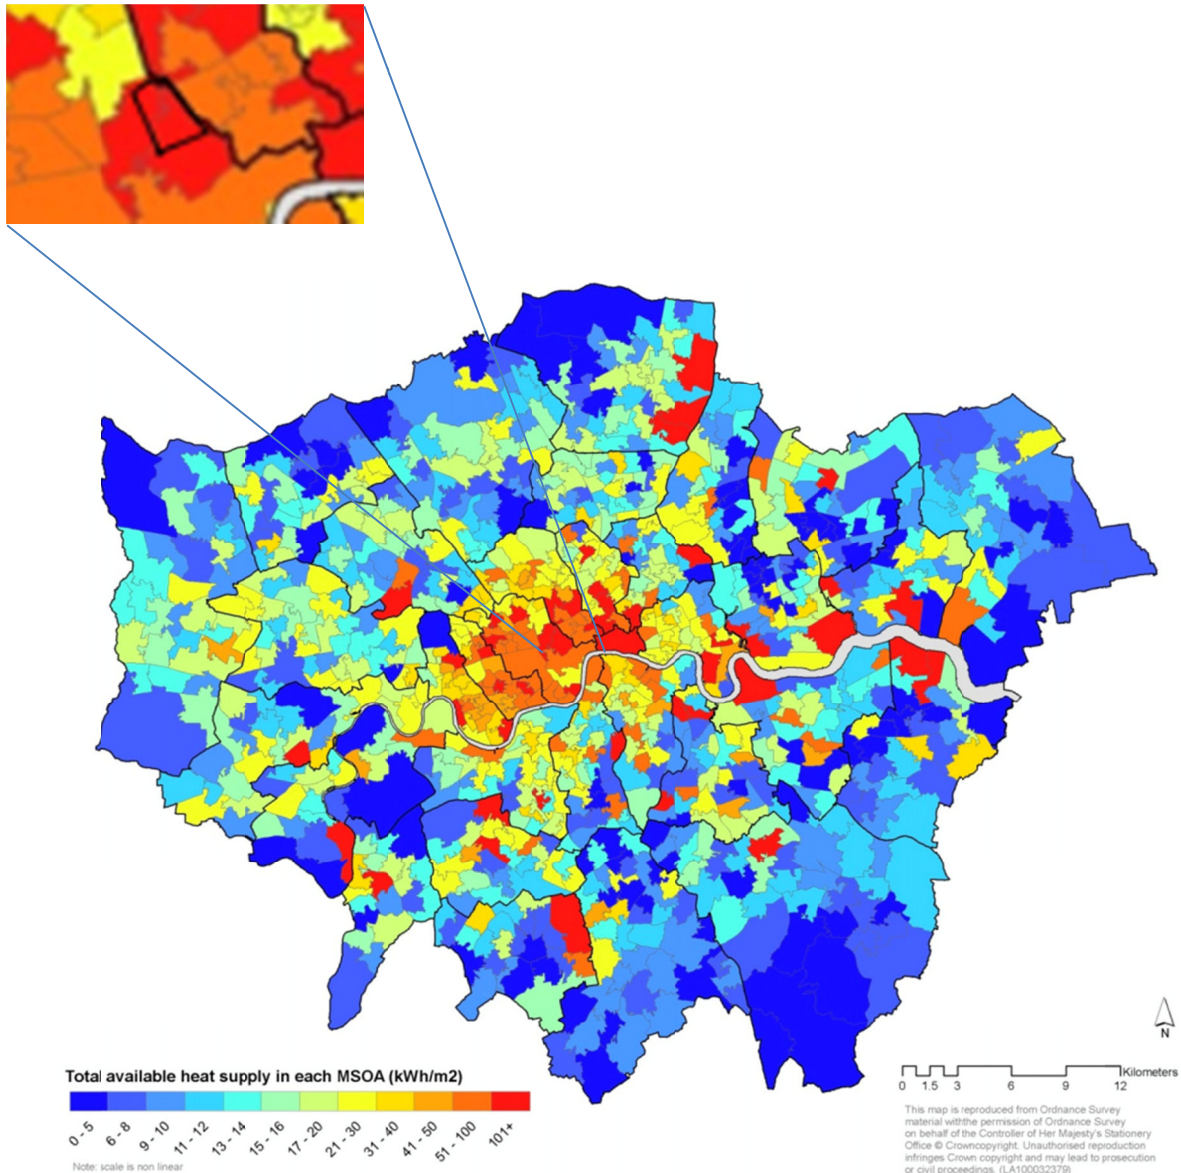 N
Total available heat supply in each MSOA (kWh/m2)
0 - 5
6 - 8
9 - 10
11 - 12
13 - 14
15 - 16
17 - 20
21 - 30
31 - 40
41 - 50
51 - 100
101+
Note: scale is non linear
Kilometers
0 1.5 3 6 9 12
This map is reproduced from Ordnance Survey
material withthe permission of Ordnance Survey
on behalf of the Controller of Her Majesty's Stationery
Office © Crowncopyright. Unauthorised reproduction
infringes Crown copyright and may lead to prosecution
or civil proceedings. (LA100032379)